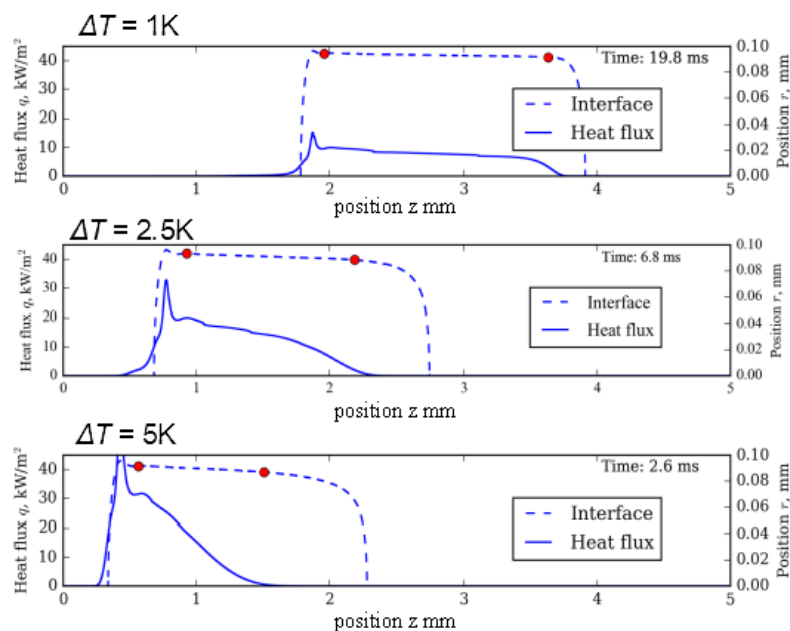 ΔT = 1K
Heat flux q, kW/m²
40
30
20
10
0
0 1 2 3 4 5
position z mm
0.10
0.08
0.06
0.04
0.02
0.00
Position r, mm
Time: 19.8 ms
Interface
Heat flux
ΔT = 2.5K
Heat flux q, kW/m²
40
30
20
10
0
0 1 2 3 4 5
position z mm
0.10
0.08
0.06
0.04
0.02
0.00
Position r, mm
Time: 6.8 ms
Interface
Heat flux
ΔT = 5K
Heat flux q, kW/m²
40
30
20
10
0
0 1 2 3 4 5
position z mm
0.10
0.08
0.06
0.04
0.02
0.00
Position r, mm
Time: 2.6 ms
Interface
Heat flux